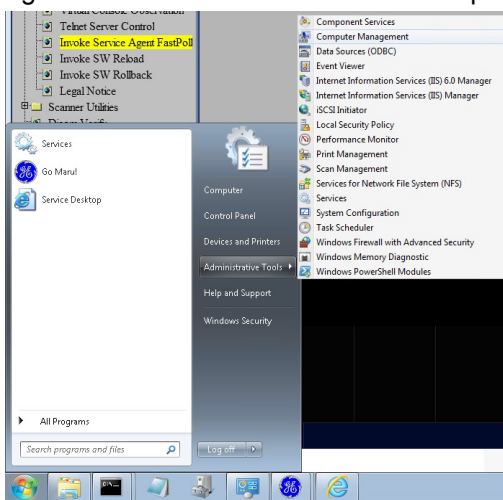 Telnet Server Control
Invoke Service Agent FastPoll
Invoke SW Reload
Invoke SW Rollback
Legal Notice
Scanner Utilities
Services
Go Maru!
Service Desktop
All Programs
Search programs and files
Computer
Control Panel
Devices and Printers
Administrative Tools
Help and Support
Windows Security
Log off
Component Services
Computer Management
Data Sources (ODBC)
Event Viewer
Internet Information Services (IIS) 6.0 Manager
Internet Information Services (IIS) Manager
iSCSI Initiator
Local Security Policy
Performance Monitor
Print Management
Scan Management
Services for Network File System (NFS)
Services
System Configuration
Task Scheduler
Windows Firewall with Advanced Security
Windows Memory Diagnostic
Windows PowerShell Modules